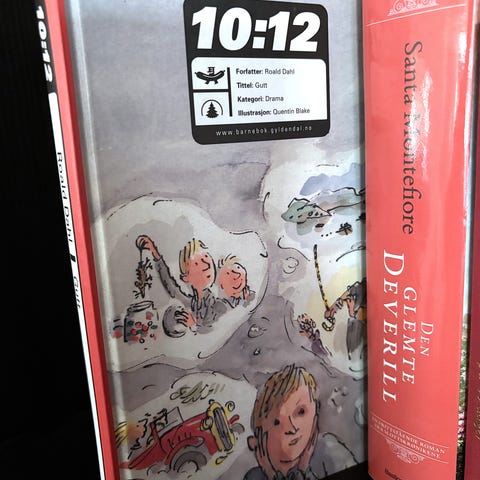 10:12
Roald Dahl Gutt
10:12
Forfatter: Roald Dahl
Tittel: Gutt
Kategori: Drama
Illustrasjon: Quentin Blake
www.barnebok.gyldendal.no
Santa Montefiore
DEN
GLEMTE
DEVERILL